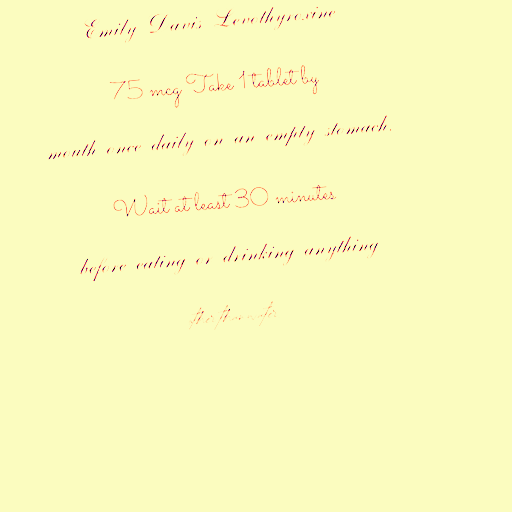 Emily Davis Levothyroxine
75 mcg Take 1 tablet by
mouth once daily on an empty stomach.
Wait at least 30 minutes
before eating or drinking anything